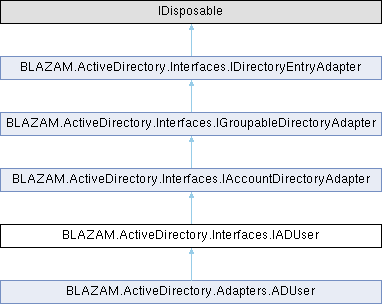 IDisposable
BLAZAM.ActiveDirectory.Interfaces.IDirectoryEntryAdapter
BLAZAM.ActiveDirectory.Interfaces.IGroupableDirectoryAdapter
BLAZAM.ActiveDirectory.Interfaces.IAccountDirectoryAdapter
BLAZAM.ActiveDirectory.Interfaces.IADUser
BLAZAM.ActiveDirectory.Adapters.ADUser